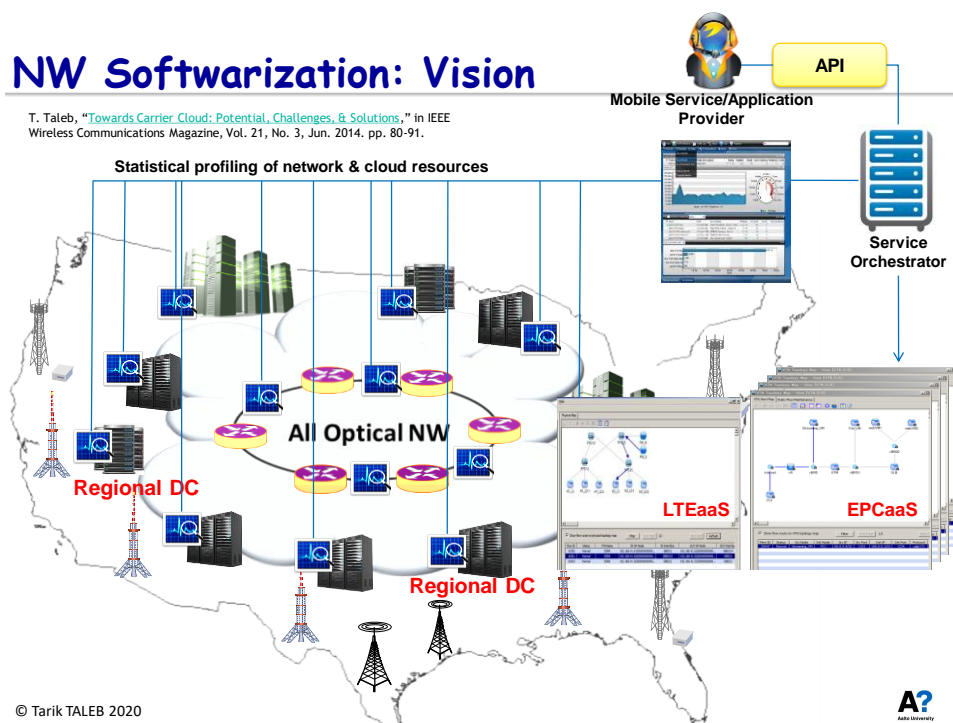 NW Softwarization: Vision
T. Taleb, “Towards Carrier Cloud: Potential, Challenges, & Solutions,” in IEEE
Wireless Communications Magazine, Vol. 21, No. 3, Jun. 2014. pp. 80-91.
API
Mobile Service/Application
Provider
Statistical profiling of network & cloud resources
Service
Orchestrator
All Optical NW
Regional DC
LTEaaS
EPCaaS
Regional DC
© Tarik TALEB 2020
A?
Aalto University